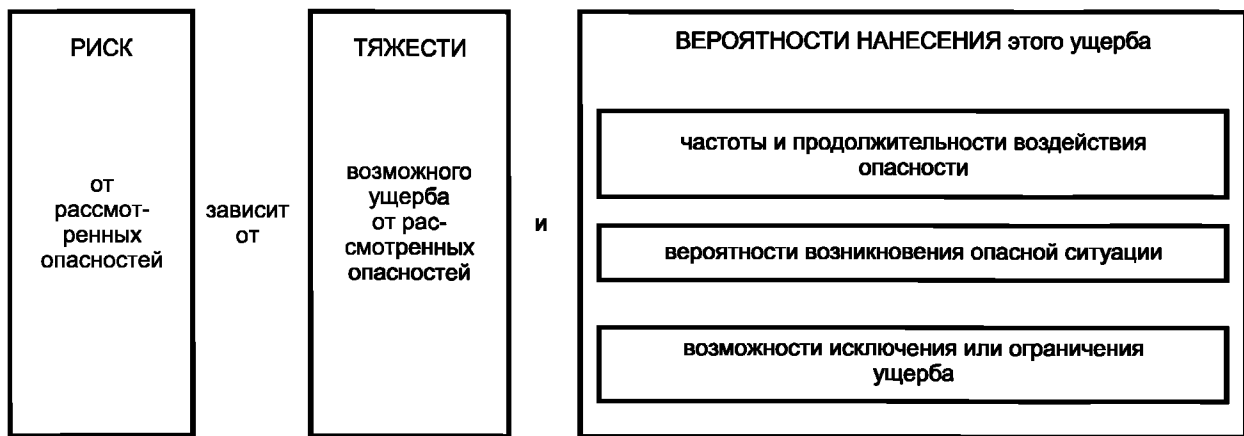 РИСК
от
рассмот-
ренных
опасностей
зависит
от
ТЯЖЕСТИ
возможного
ущерба
от рас-
смотренных
опасностей
и
ВЕРОЯТНОСТИ НАНЕСЕНИЯ этого ущерба
частоты и продолжительности воздействия
опасности
вероятности возникновения опасной ситуации
возможности исключения или ограничения
ущерба